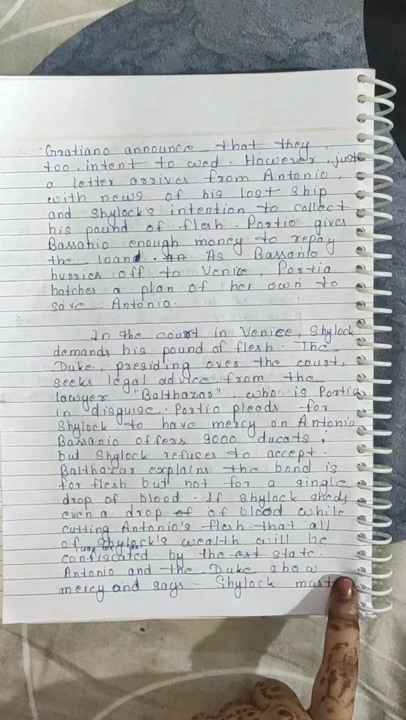 Gratiano announce that they,
too, intent to wed. However, just
a letter arrives from Antonio,
with news of his lost ship
and Shylock's intention to collect
his pound of flesh. Portio gives
Bassanio enough money to repay
the loand. As Bassanio
hurries off to Venice, Portia
hatches a plan of her own to
save Antonio.
In the court in Venice, Shylock
demands his pound of flesh. The
Duke, presiding over the court,
seeks legal advice from the
lawyer "Balthazar", who is Portia
in disguise. Portio pleads for
Shylock to have mercy on Antonio
Bassanio offers 9000 ducats,
but Shylock refuses to accept.
Balthazar explains the bond is
for flesh but not for a single
drop of blood. If Shylock sheds
even a drop of of blood while
cutting Antonio's flesh that all
of Shylock's wealth will be
consiscated by the state.
Antonio and the Duke show
mercy and says - Shylock must